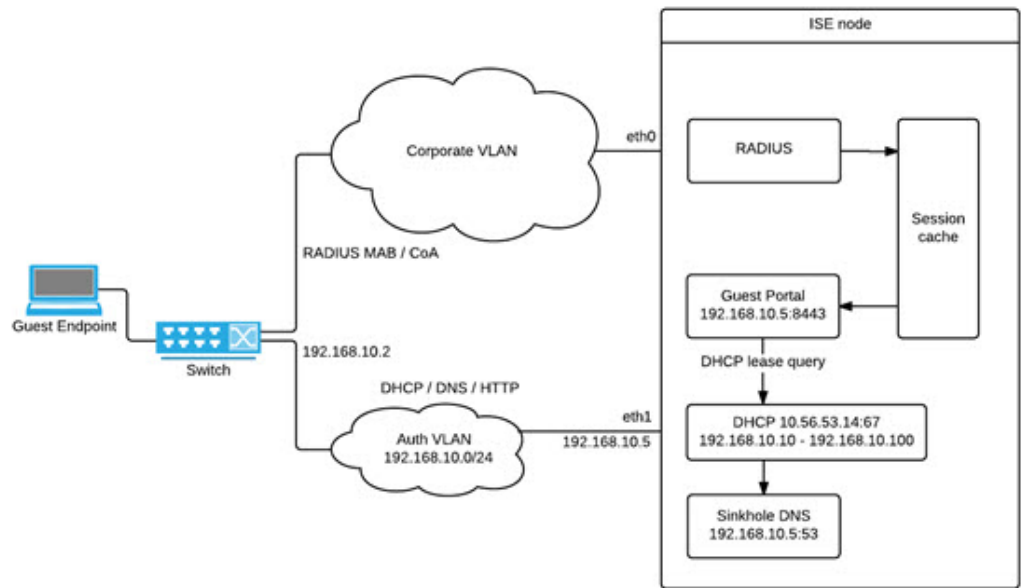 ISE node
Corporate VLAN
eth0
RADIUS
Session
cache
RADIUS MAB / CoA
Guest Endpoint
Switch
192.168.10.2
Guest Portal
192.168.10.5:8443
DHCP lease query
DHCP / DNS / HTTP
Auth VLAN
192.168.10.0/24
eth1
192.168.10.5
DHCP 10.56.53.14:67
192.168.10.10 - 192.168.10.100
Sinkhole DNS
192.168.10.5:53